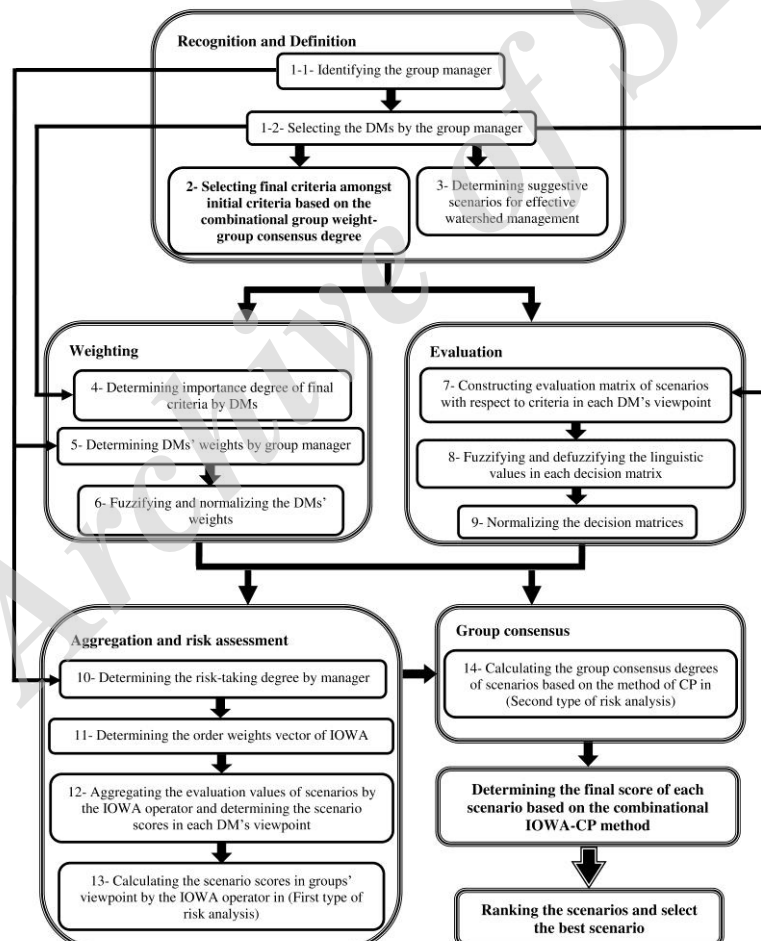 Recognition and Definition
1-1- Identifying the group manager
1-2- Selecting the DMs by the group manager
2- Selecting final criteria amongst
initial criteria based on the
combinational group weight-
group consensus degree
3- Determining suggestive
scenarios for effective
watershed management
Weighting
4- Determining importance degree of final
criteria by DMs
5- Determining DMs' weights by group manager
6- Fuzzifying and normalizing the DMs'
weights
Evaluation
7- Constructing evaluation matrix of scenarios
with respect to criteria in each DM's viewpoint
8- Fuzzifying and defuzzifying the linguistic
values in each decision matrix
9- Normalizing the decision matrices
Aggregation and risk assessment
10- Determining the risk-taking degree by manager
11- Determining the order weights vector of IOWA
12- Aggregating the evaluation values of scenarios by
the IOWA operator and determining the scenario
scores in each DM's viewpoint
13- Calculating the scenario scores in groups'
viewpoint by the IOWA operator in (First type of
risk analysis)
Group consensus
14- Calculating the group consensus degrees
of scenarios based on the method of CP in
(Second type of risk analysis)
Determining the final score of each
scenario based on the combinational
IOWA-CP method
Ranking the scenarios and select
the best scenario
Archive of S